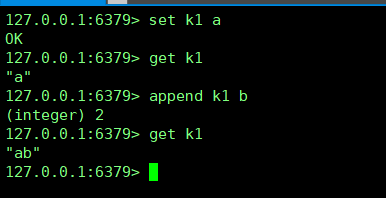 127.0.0.1:6379> set k1 a
OK
127.0.0.1:6379> get k1
"a"
127.0.0.1:6379> append k1 b
(integer) 2
127.0.0.1:6379> get k1
"ab"
127.0.0.1:6379>